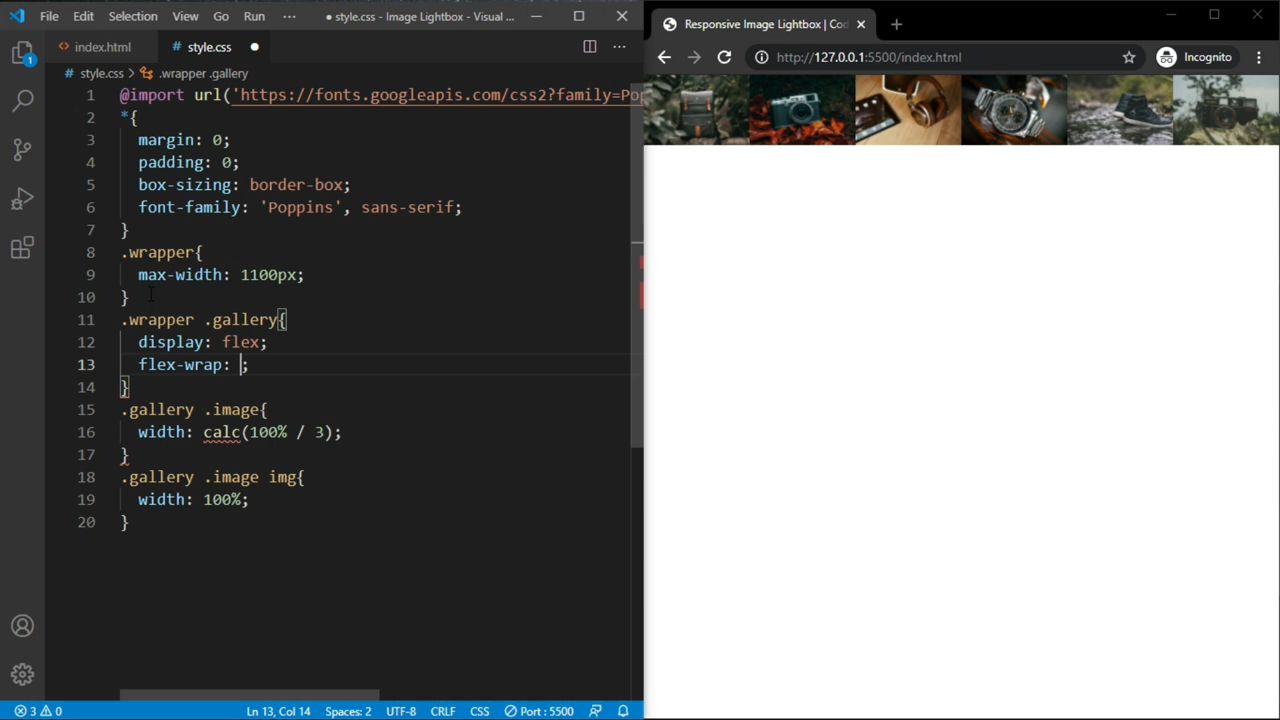 File Edit Selection View Go Run ··· ● style.css - Image Lightbox - Visual ...
index.html style.css ●
style.css > .wrapper .gallery
1 @import url('https://fonts.googleapis.com/css2?family=Pop
2 *{
3 margin: 0;
4 padding: 0;
5 box-sizing: border-box;
6 font-family: 'Poppins', sans-serif;
7 }
8 .wrapper{
9 max-width: 1100px;
10 }
11 .wrapper .gallery{
12 display: flex;
13 flex-wrap: ;
14 }
15 .gallery .image{
16 width: calc(100% / 3);
17 }
18 .gallery .image img{
19 width: 100%;
20 }
1
3 0 Ln 13, Col 14 Spaces: 2 UTF-8 CRLF CSS Port : 5500
Responsive Image Lightbox | Cod
http://127.0.0.1:5500/index.html Incognito